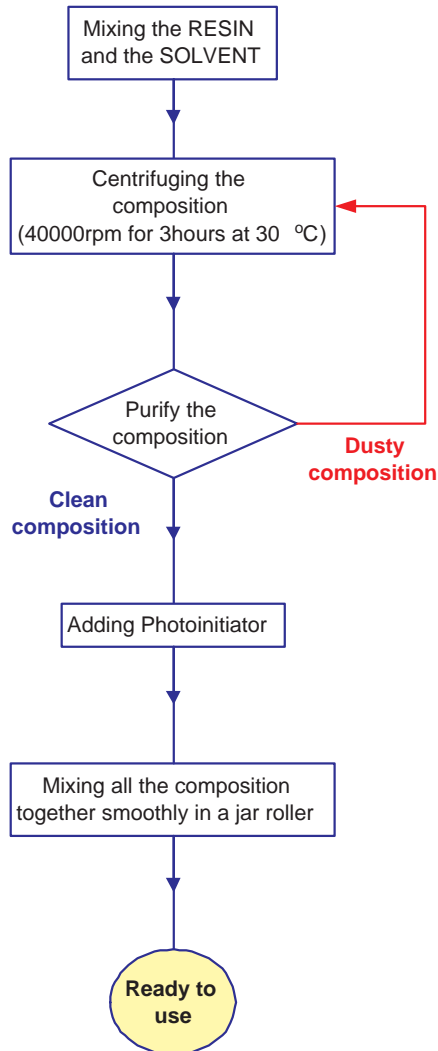 Mixing the RESIN
and the SOLVENT
Centrifuging the
composition
(40000rpm for 3hours at 30 °C)
Purify the
composition
Dusty
composition
Clean
composition
Adding Photoinitiator
Mixing all the composition
together smoothly in a jar roller
Ready to
use